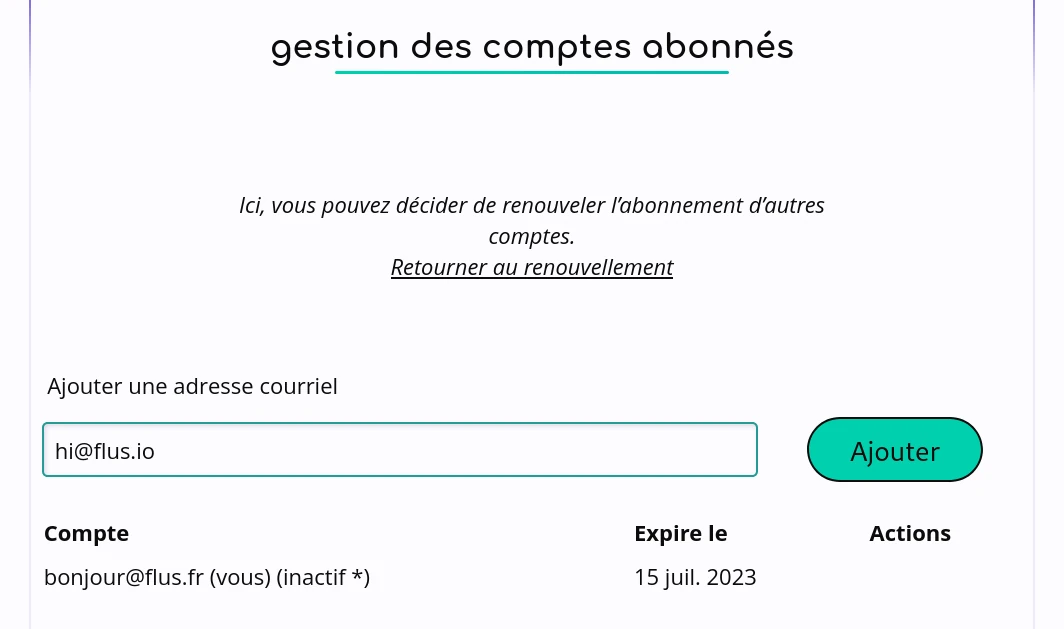 gestion des comptes abonnés
Ici, vous pouvez décider de renouveler l’abonnement d’autres
comptes.
Retourner au renouvellement
Ajouter une adresse courriel
hi@flus.io
Ajouter
Compte Expire le Actions
bonjour@flus.fr (vous) (inactif *) 15 juil. 2023